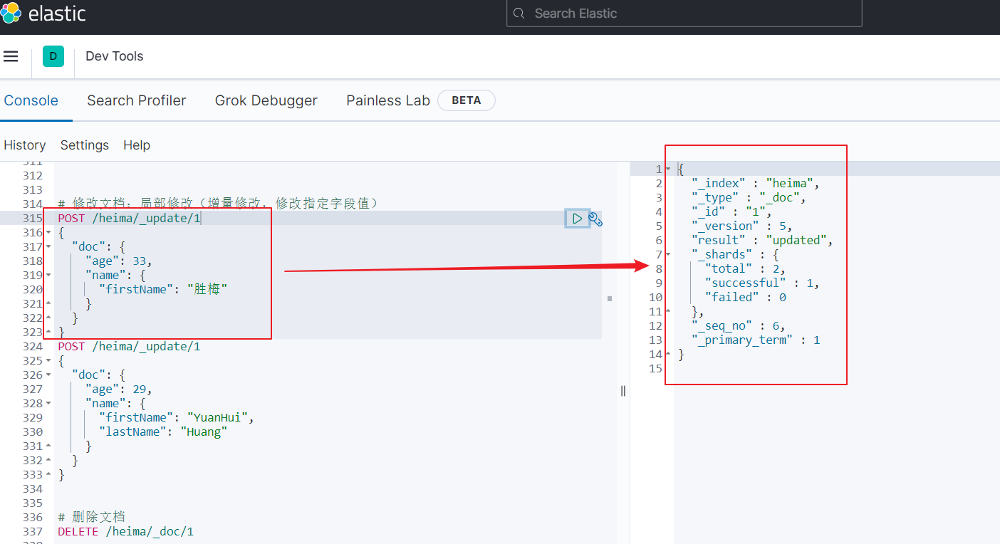 elastic
Search Elastic
D
Dev Tools
Console
Search Profiler
Grok Debugger
Painless Lab
BETA
History
Settings
Help
311
312
313
314 # 修改文档：局部修改（增量修改，修改指定字段值）
315 POST /heima/_update/1
316 {
317 "doc": {
318 "age": 33,
319 "name": {
320 "firstName": "胜梅"
321 }
322 }
323 }
324 POST /heima/_update/1
325 {
326 "doc": {
327 "age": 29,
328 "name": {
329 "firstName": "YuanHui",
330 "lastName": "Huang"
331 }
332 }
333 }
334
335
336 # 删除文档
337 DELETE /heima/_doc/1
338
1 {
2 "_index" : "heima",
3 "_type" : "_doc",
4 "_id" : "1",
5 "_version" : 5,
6 "result" : "updated",
7 "_shards" : {
8 "total" : 2,
9 "successful" : 1,
10 "failed" : 0
11 },
12 "_seq_no" : 6,
13 "_primary_term" : 1
14 }
15